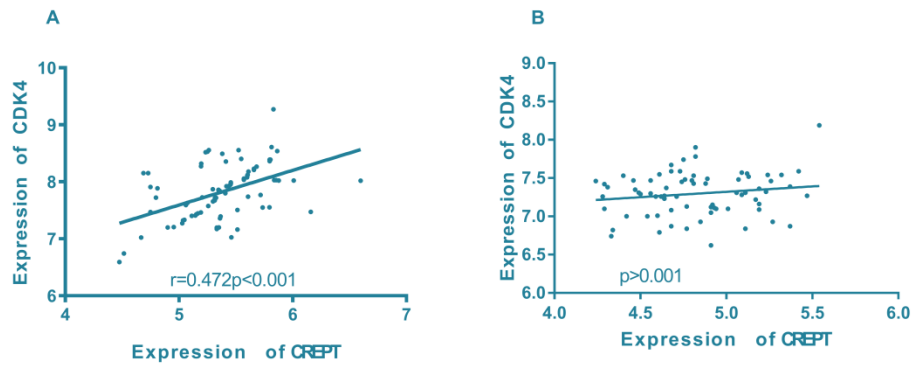 A
Expression of CDK4
10
9
8
7
6
r=0.472p<0.001
4
5
6
7
Expression of CREPT
B
Expression of CDK4
9.0
8.5
8.0
7.5
7.0
6.5
6.0
p>0.001
4.0
4.5
5.0
5.5
6.0
Expression of CREPT